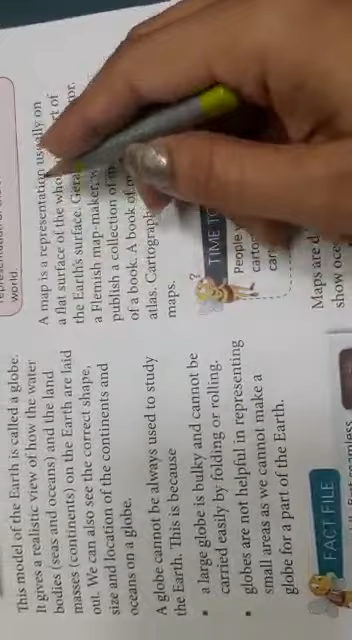 This model of the Earth is called a globe.
It gives a realistic view of how the water
bodies (seas and oceans) and the land
masses (continents) on the Earth are laid
out. We can also see the correct shape,
size and location of the continents and
oceans on a globe.
A globe cannot be always used to study
the Earth. This is because
• a large globe is bulky and cannot be
carried easily by folding or rolling.
• globes are not helpful in representing
small areas as we cannot make a
globe for a part of the Earth.
FACT FILE
world.
A map is a representation usually on
a flat surface of the who
the Earth's surface.
a Flemish map-maker,
publish a collection of
of a book. A book of
atlas. Cartograph
maps.
?
TIME
People
Maps are d
show